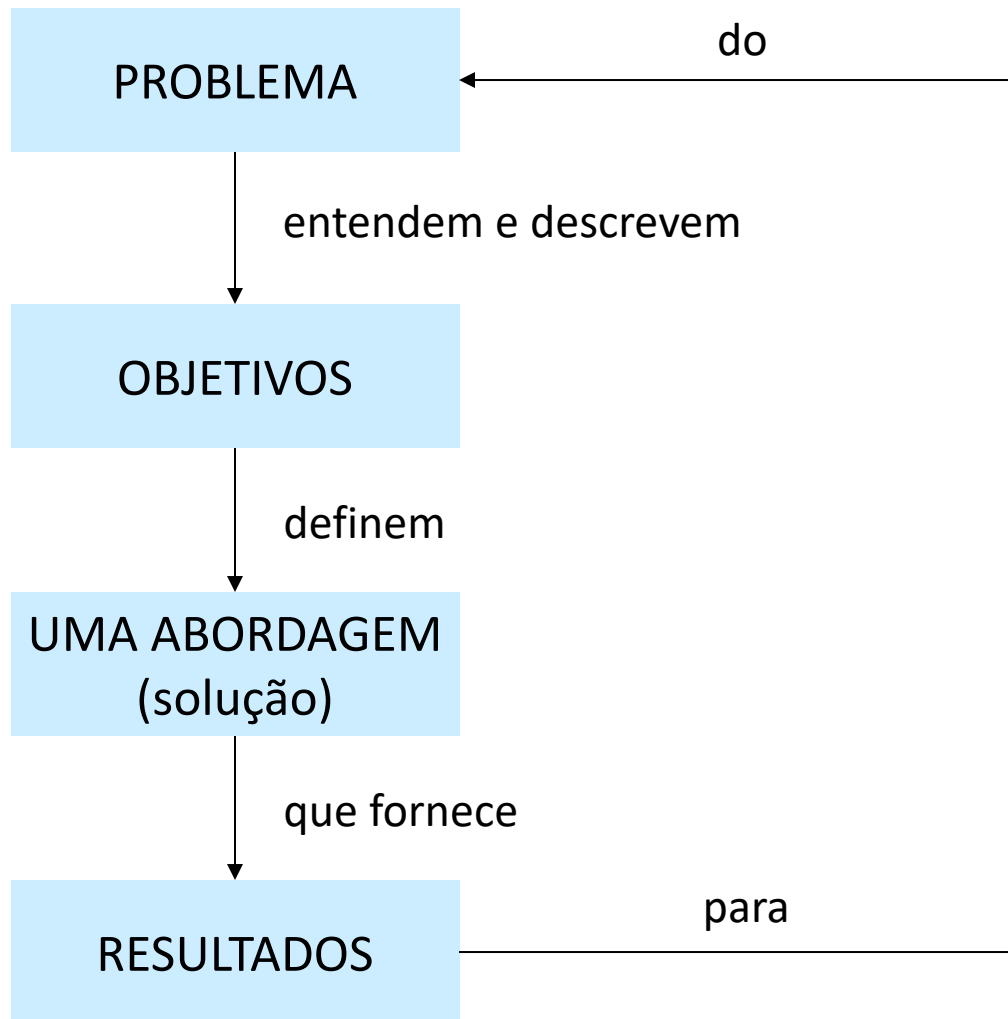 do
PROBLEMA
entendem e descrevem
OBJETIVOS
definem
UMA ABORDAGEM
(solução)
que fornece
para
RESULTADOS